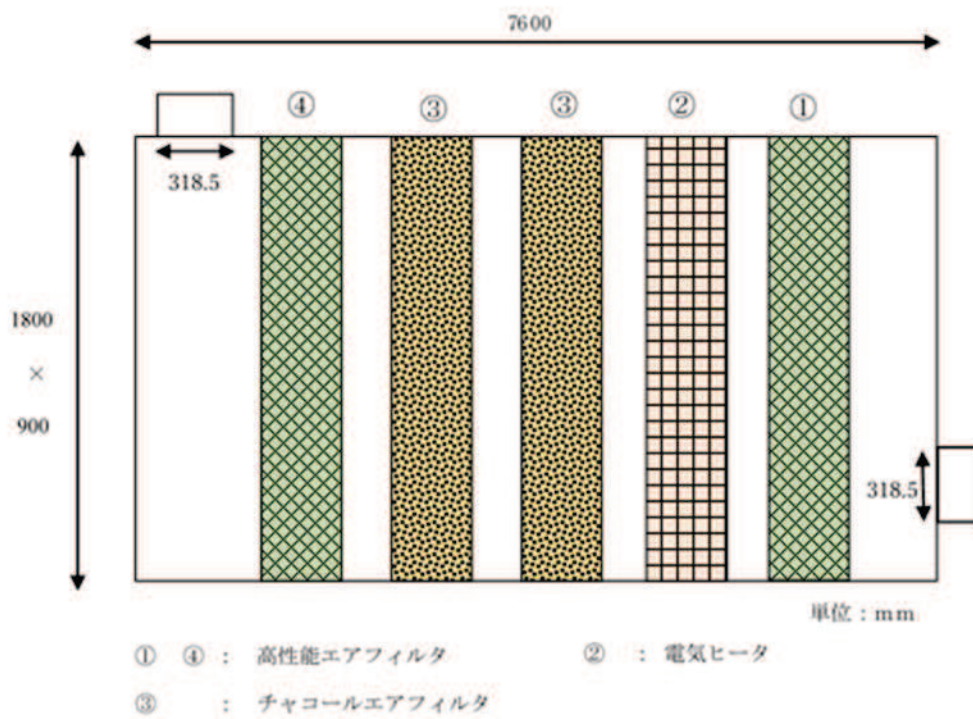 7600
④ ③ ③ ② ①
318.5
1800
×
900
318.5
単位：mm
① ④ ： 高性能エアフィルタ ② ： 電気ヒータ
③ ： チャコールエアフィルタ